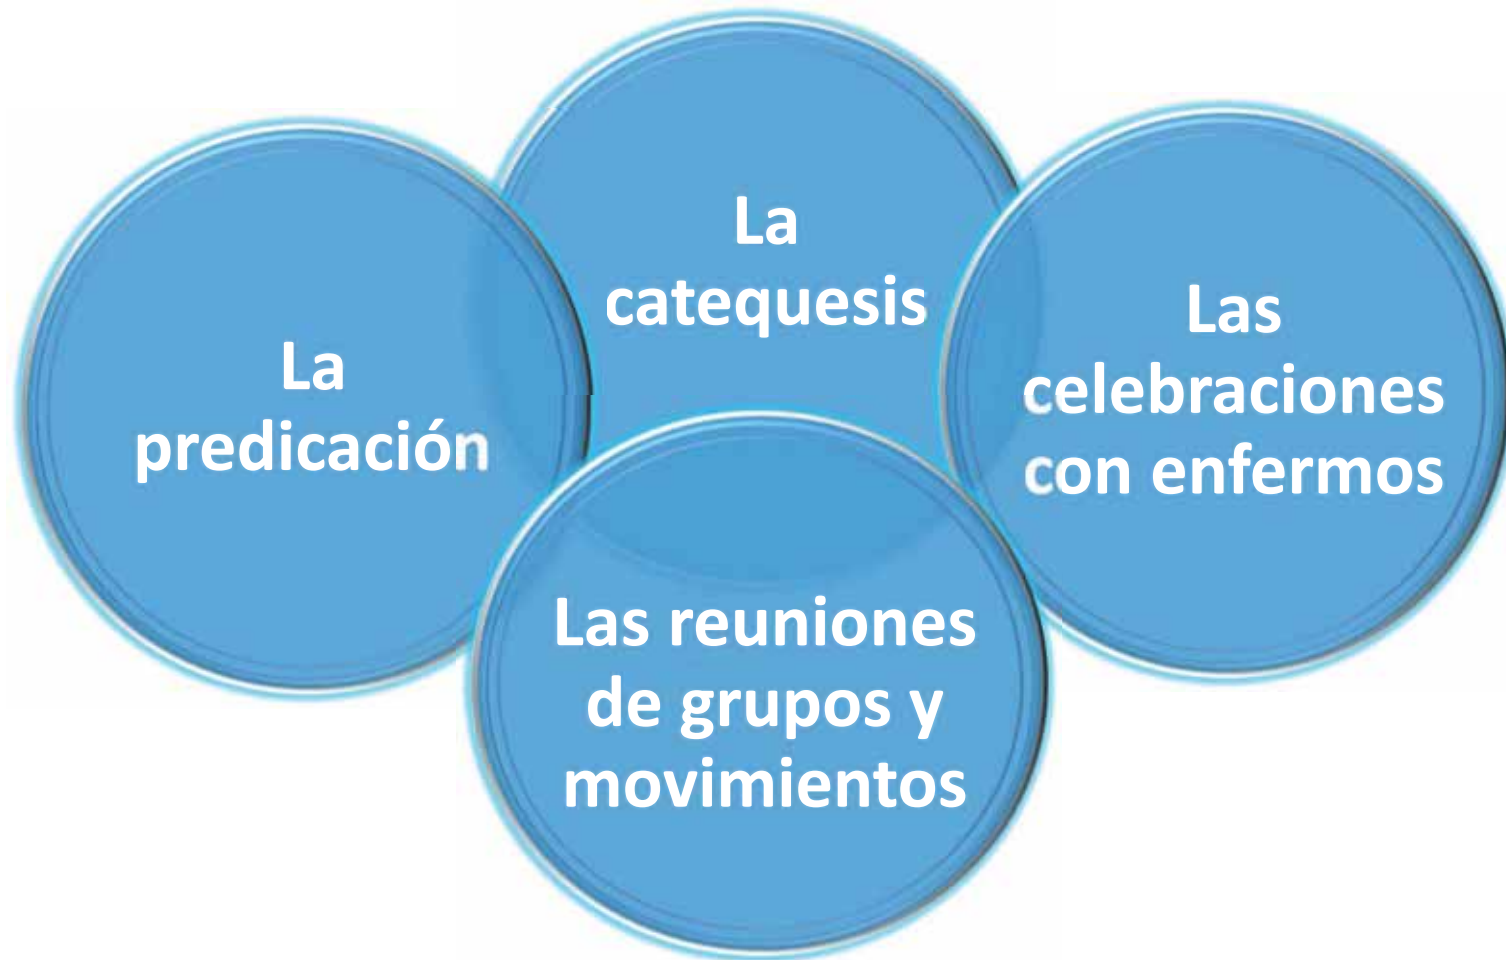 La
predicación
La
catequesis
Las
celebraciones
con enfermos
Las reuniones
de grupos y
movimientos